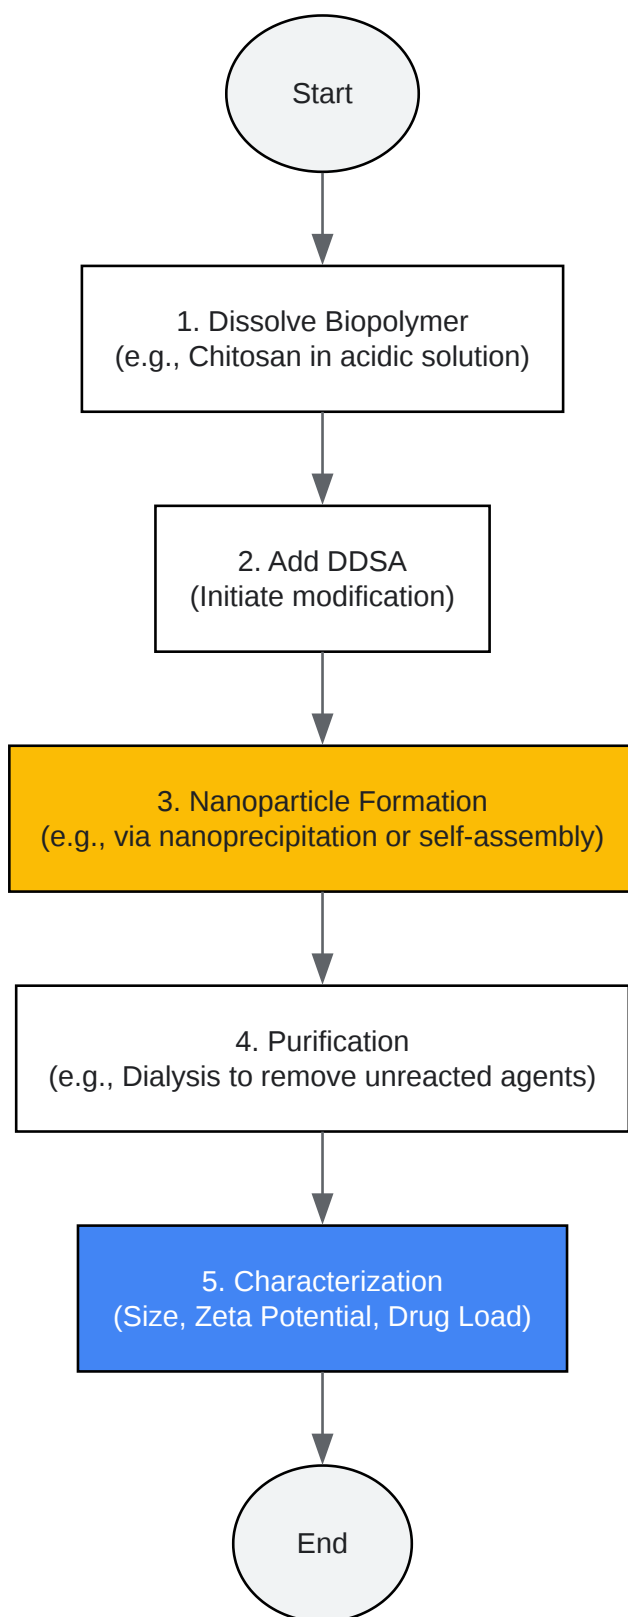 Start
1. Dissolve Biopolymer
(e.g., Chitosan in acidic solution)
2. Add DDSA
(Initiate modification)
3. Nanoparticle Formation
(e.g., via nanoprecipitation or self-assembly)
4. Purification
(e.g., Dialysis to remove unreacted agents)
5. Characterization
(Size, Zeta Potential, Drug Load)
End